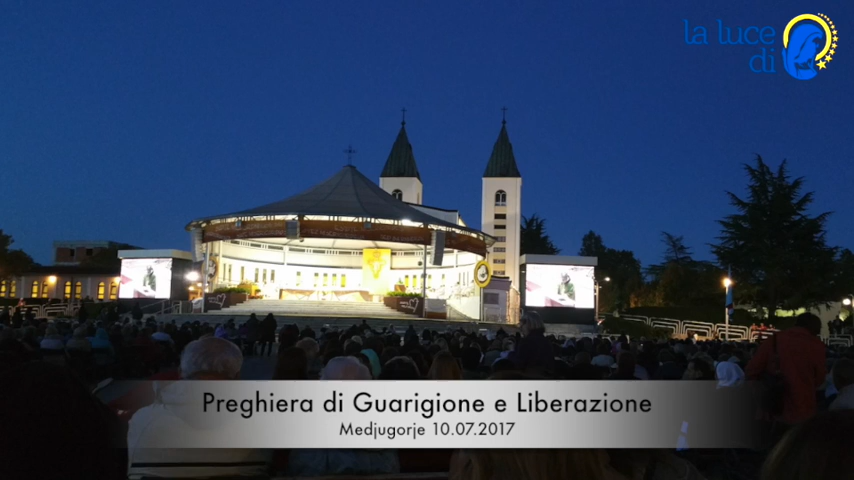 la luce
di
Preghiera di Guarigione e Liberazione
Medjugorje 10.07.2017